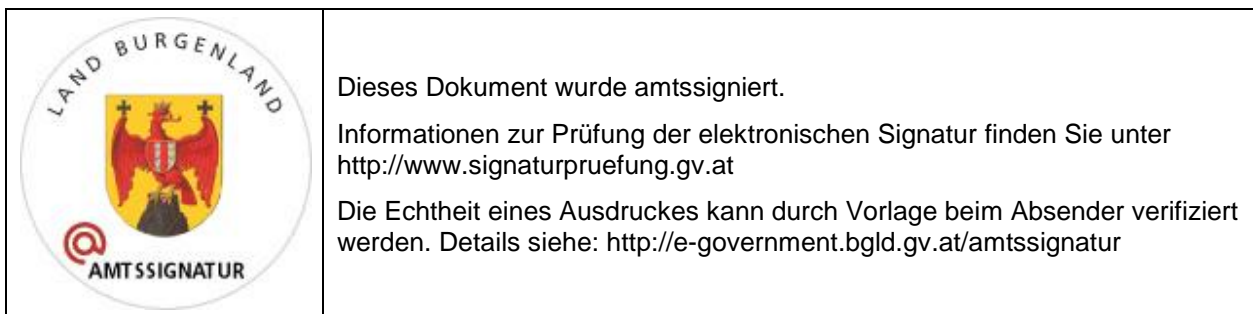 LAND BURGENLAND
@
AMTSSIGNATUR
Dieses Dokument wurde amtssigniert.
Informationen zur Prüfung der elektronischen Signatur finden Sie unter
http://www.signaturpruefung.gv.at
Die Echtheit eines Ausdruckes kann durch Vorlage beim Absender verifiziert
werden. Details siehe: http://e-government.bgld.gv.at/amtssignatur